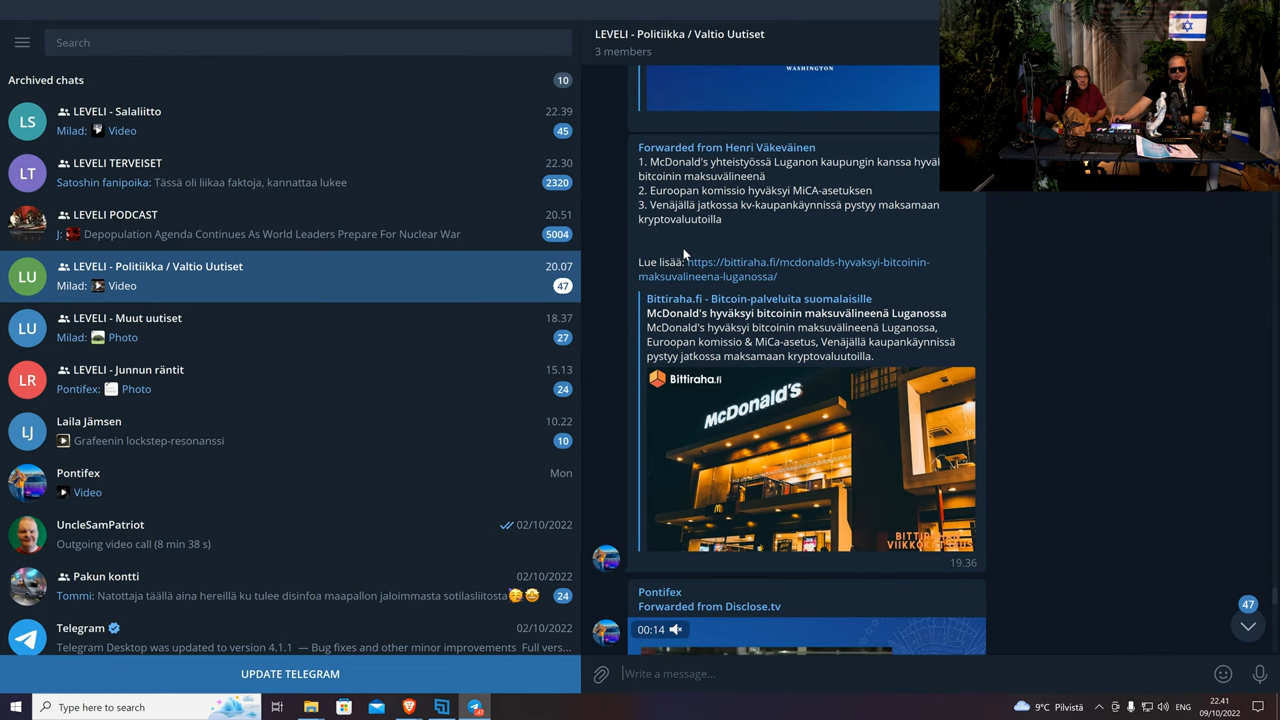 Search
Archived chats
10
LS
LEVELI - Salaliitto
22.39
Milad: Video
45
LT
LEVELI TERVEISET
22.30
Satoshin fanipoika: Tässä oli liikaa faktoja, kannattaa lukee
2320
LEVELI PODCAST
20.51
J: Depopulation Agenda Continues As World Leaders Prepare For Nuclear War
5004
LU
LEVELI - Politiikka / Valtio Uutiset
20.07
Milad: Video
47
LU
LEVELI - Muut uutiset
18.37
Milad: Photo
27
LR
LEVELI - Junnun räntit
15.13
Pontifex: Photo
24
LJ
Laila Jämsen
10.22
Grafeenin lockstep-resonanssi
10
Pontifex
Mon
Video
UncleSamPatriot
02/10/2022
Outgoing video call (8 min 38 s)
Pakun kontti
02/10/2022
Tommi: Natottaja täällä aina hereillä ku tulee disinfoa maapallon jaloimmasta sotilasliitosta
24
Telegram
02/10/2022
Telegram Desktop was updated to version 4.1.1 — Bug fixes and other minor improvements Full vers...
UPDATE TELEGRAM
LEVELI - Politiikka / Valtio Uutiset
3 members
WASHINGTON
Forwarded from Henri Väkeväinen
1. McDonald's yhteistyössä Luganon kaupungin kanssa hyväk
bitcoinin maksuvälineenä
2. Euroopan komissio hyväksyi MiCA-asetuksen
3. Venäjällä jatkossa kv-kaupankäynnissä pystyy maksamaan
kryptovaluutoilla
Lue lisää: https://bittiraha.fi/mcdonalds-hyvaksyi-bitcoinin-
maksuvalineena-luganossa/
Bittiraha.fi - Bitcoin-palveluita suomalaisille
McDonald's hyväksyi bitcoinin maksuvälineenä Luganossa
McDonald's hyväksyi bitcoinin maksuvälineenä Luganossa,
Euroopan komissio & MiCa-asetus, Venäjällä kaupankäynnissä
pystyy jatkossa maksamaan kryptovaluutoilla.
Bittiraha.fi
McDonald's
19.36
Pontifex
Forwarded from Disclose.tv
00:14
47
Write a message...
Type here to search
9°C Pilvistä
ENG
22.41
09/10/2022